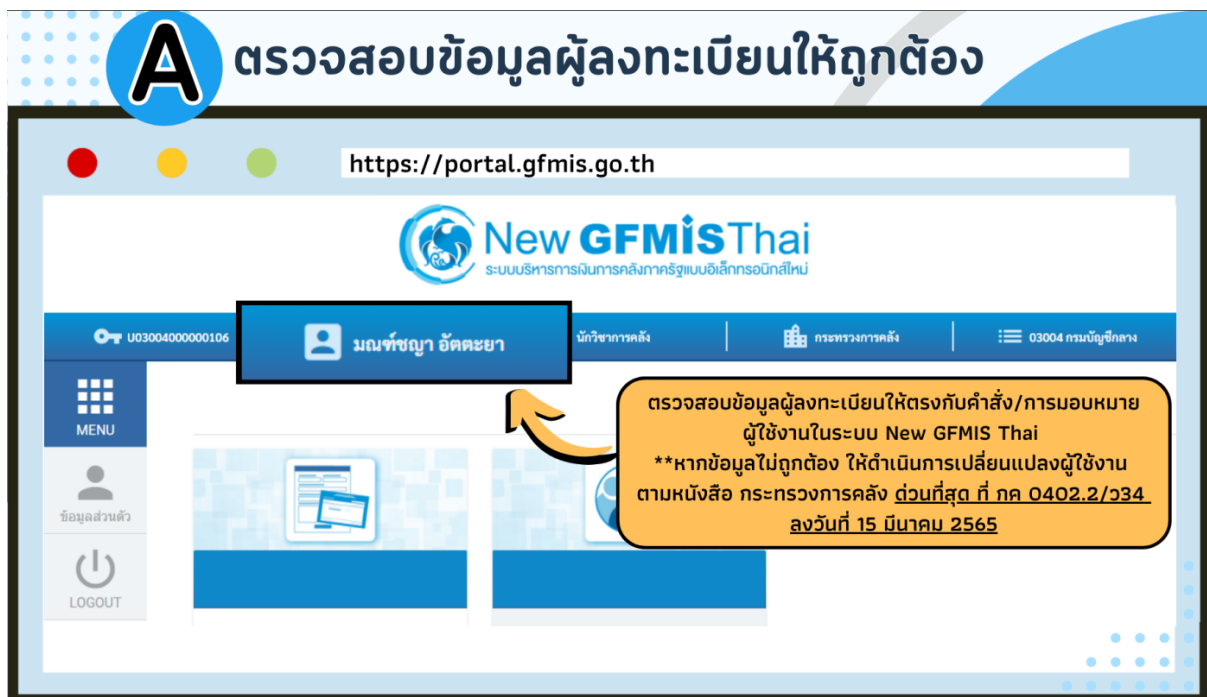 A
ตรวจสอบข้อมูลผู้ลงทะเบียนให้ถูกต้อง
https://portal.gfmis.go.th
New GFMIS Thai
ระบบบริหารการเงินการคลังภาครัฐแบบอิเล็กทรอนิกส์ใหม่
U03004000000106
มณฑ์ชญา อัตตะยา
นักวิชาการคลัง
กระทรวงการคลัง
03004 กรมบัญชีกลาง
MENU
ข้อมูลส่วนตัว
LOGOUT
ตรวจสอบข้อมูลผู้ลงทะเบียนให้ตรงกับคำสั่ง/การมอบหมาย
ผู้ใช้งานในระบบ New GFMIS Thai
**หากข้อมูลไม่ถูกต้อง ให้ดำเนินการเปลี่ยนแปลงผู้ใช้งาน
ตามหนังสือ กระทรวงการคลัง ด่วนที่สุด ที่ กค 0402.2/ว34
ลงวันที่ 15 มีนาคม 2565